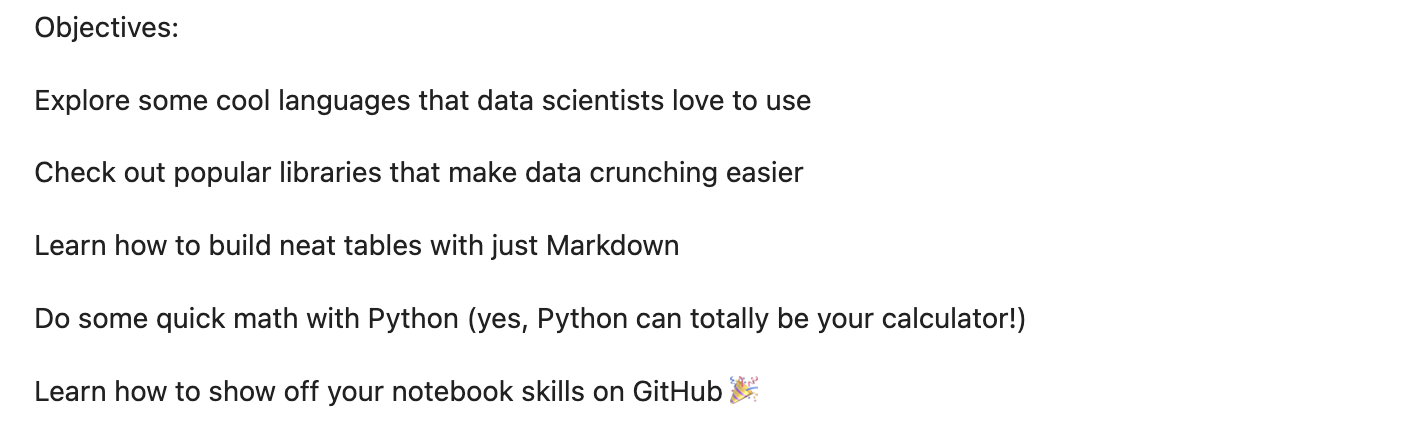 Objectives:
Explore some cool languages that data scientists love to use
Check out popular libraries that make data crunching easier
Learn how to build neat tables with just Markdown
Do some quick math with Python (yes, Python can totally be your calculator!)
Learn how to show off your notebook skills on GitHub 🎉